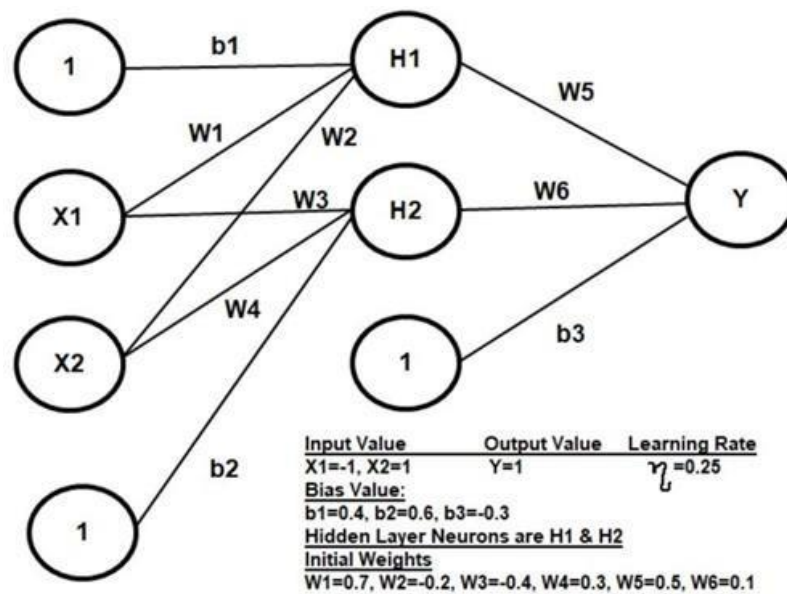 1 b1 H1
W1 W2 W5
X1 W3 H2 W6 Y
X2 W4 1 b3
b2
1
Input Value Output Value Learning Rate
X1=-1, X2=1 Y=1 η=0.25
Bias Value:
b1=0.4, b2=0.6, b3=-0.3
Hidden Layer Neurons are H1 & H2
Initial Weights
W1=0.7, W2=-0.2, W3=-0.4, W4=0.3, W5=0.5, W6=0.1